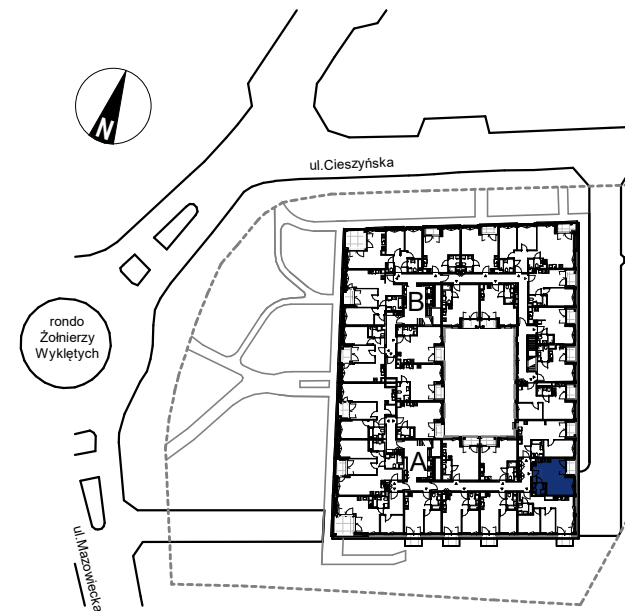 N
ul.Cieszyńska
B
rondo
Żołnierzy
Wyklętych
A
ul.Mazowiecka